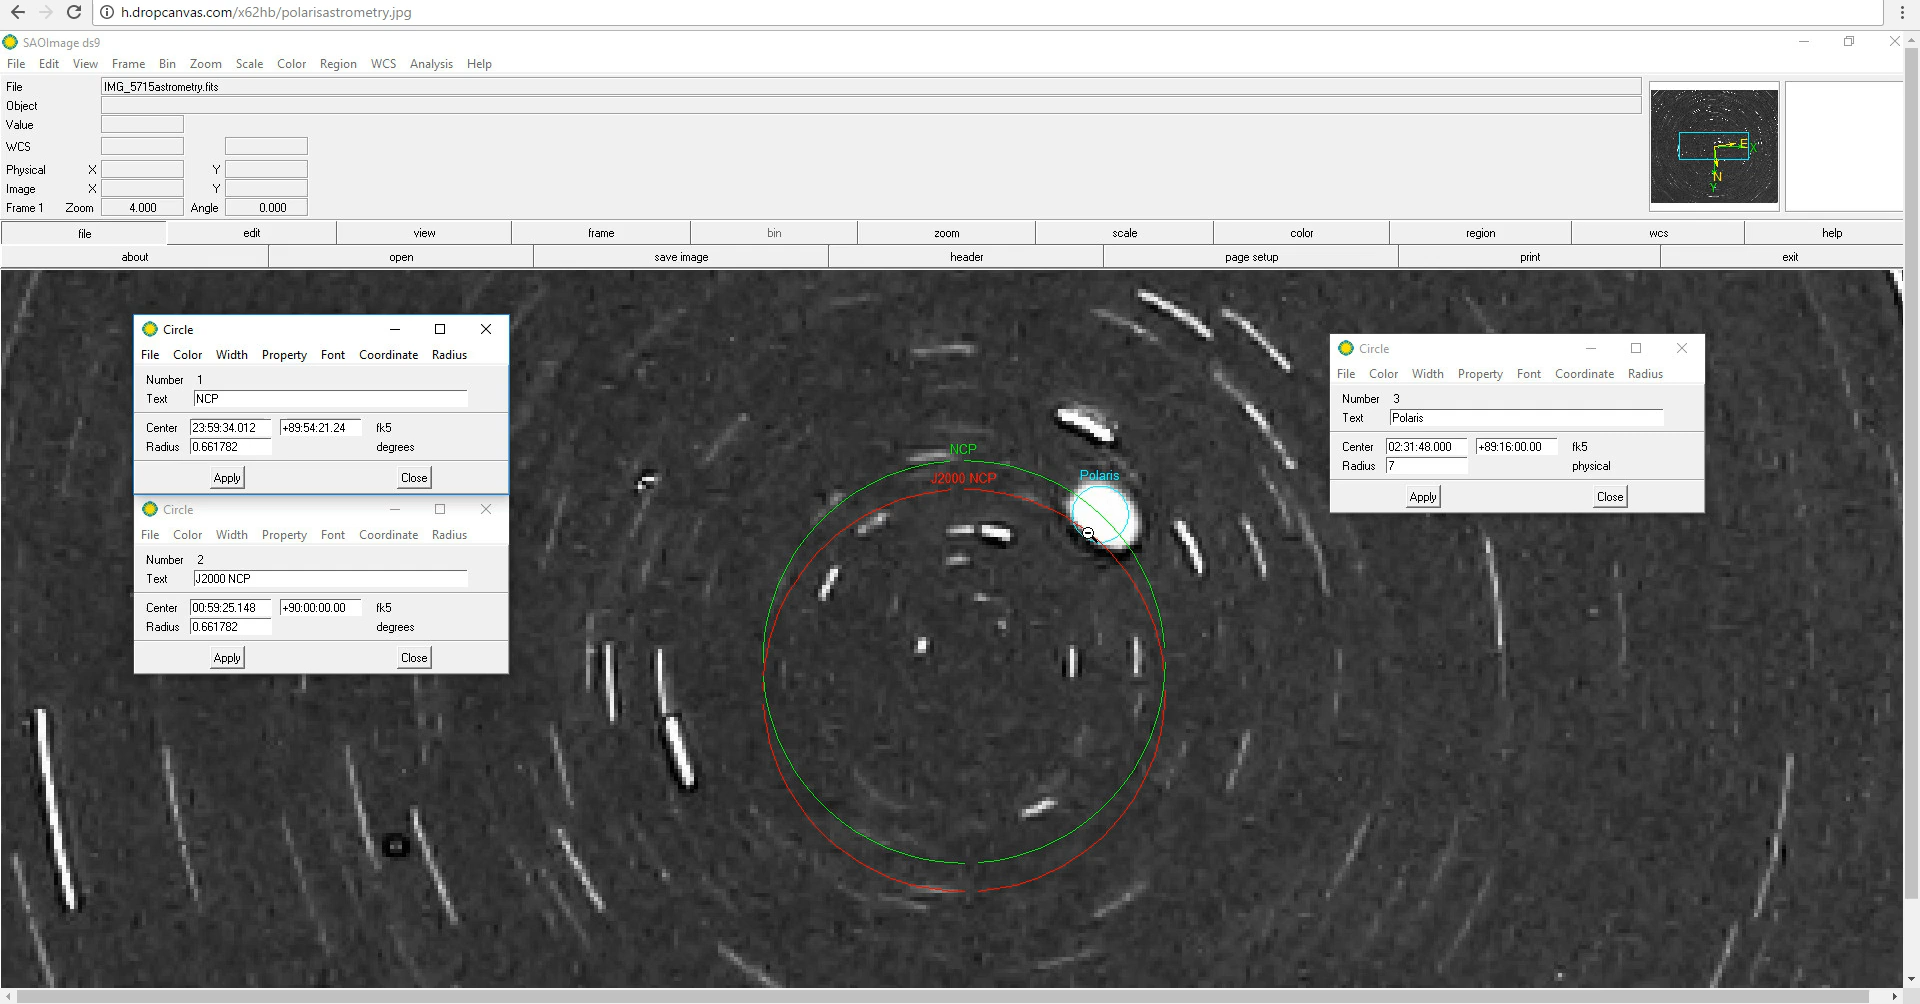 h.dropcanvas.com/x62hb/polarisastrometry.jpg
SAOImage ds9
File Edit View Frame Bin Zoom Scale Color Region WCS Analysis Help
File IMG_5715astrometry.fits
Object
Value
WCS
Physical X Y
Image X Y
Frame 1 Zoom 4.000 Angle 0.000
E X
N
Y
file edit view frame bin zoom scale color region wcs help
about open save image header page setup print exit
Circle
File Color Width Property Font Coordinate Radius
Number 1
Text NCP
Center 23:59:34.012 +89:54:21.24 fk5
Radius 0.661782 degrees
Apply Close
Circle
File Color Width Property Font Coordinate Radius
Number 2
Text J2000 NCP
Center 00:59:25.148 +90:00:00.00 fk5
Radius 0.661782 degrees
Apply Close
NCP
J2000 NCP
Polaris
Circle
File Color Width Property Font Coordinate Radius
Number 3
Text Polaris
Center 02:31:48.000 +89:16:00.00 fk5
Radius 7 physical
Apply Close